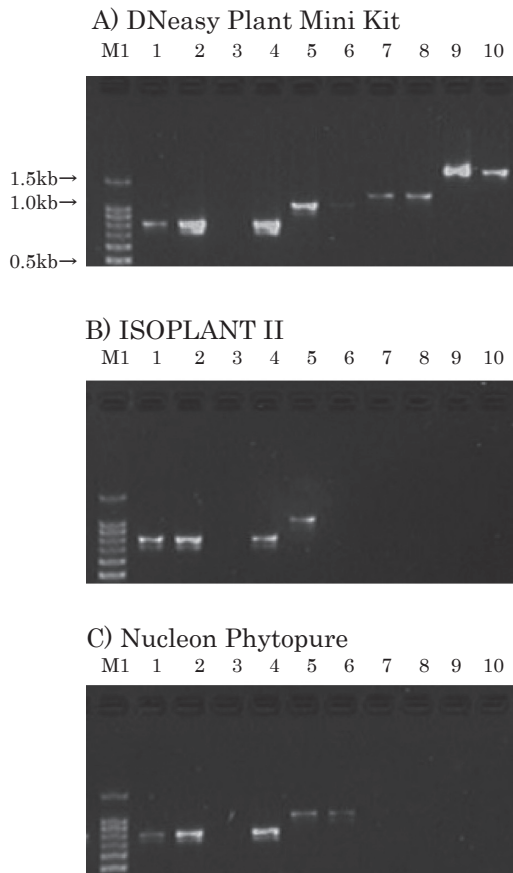 A) DNeasy Plant Mini Kit
M1 1 2 3 4 5 6 7 8 9 10
1.5kb→
1.0kb→
0.5kb→
B) ISOPLANT II
M1 1 2 3 4 5 6 7 8 9 10
C) Nucleon Phytopure
M1 1 2 3 4 5 6 7 8 9 10